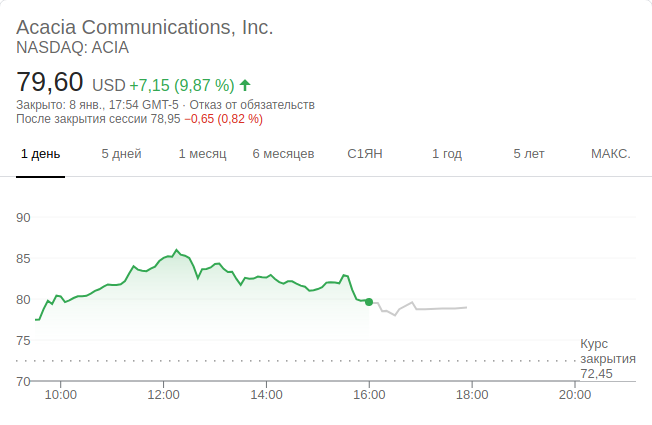 Acacia Communications, Inc.
NASDAQ: ACIA
79,60 USD +7,15 (9,87 %)
Закрыто: 8 янв., 17:54 GMT-5 · Отказ от обязательств
После закрытия сессии 78,95 −0,65 (0,82 %)
1 день 5 дней 1 месяц 6 месяцев С1ЯН 1 год 5 лет МАКС.
90
85
80
75
Курс
закрытия
72,45
70
10:00 12:00 14:00 16:00 18:00 20:00